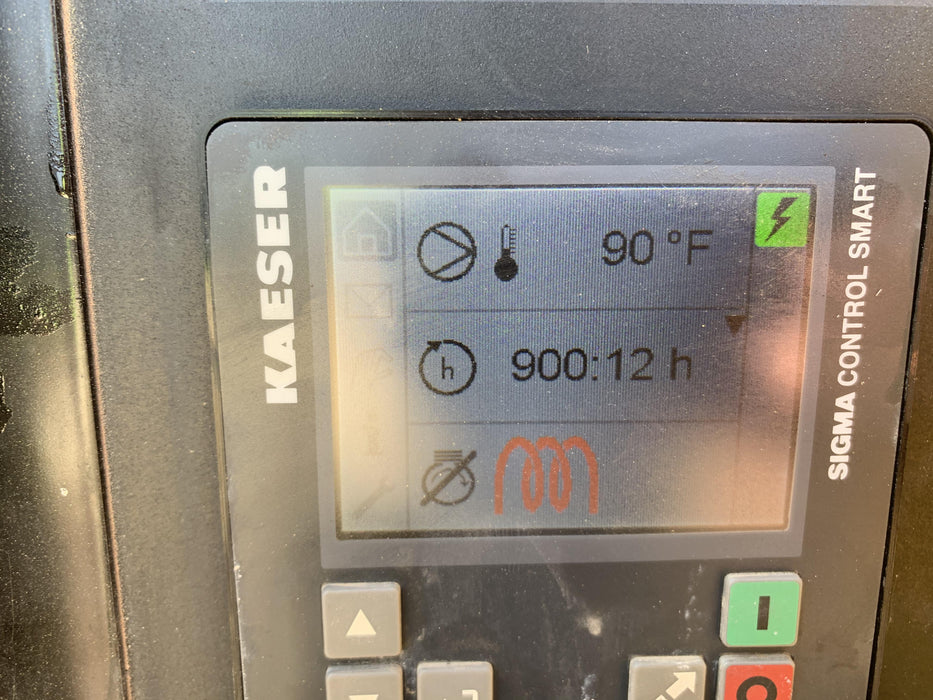 KAESER
90 °F
h
900:12 h
SIGMA CONTROL SMART
I